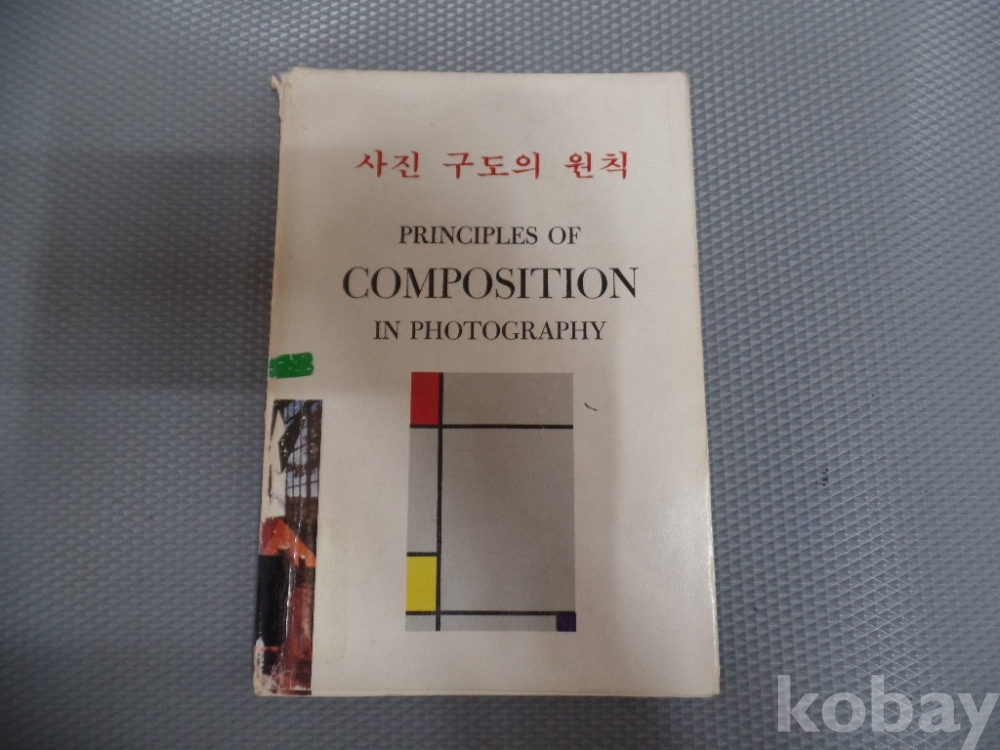 사진 구도의 원칙
PRINCIPLES OF
COMPOSITION
IN PHOTOGRAPHY
kobay